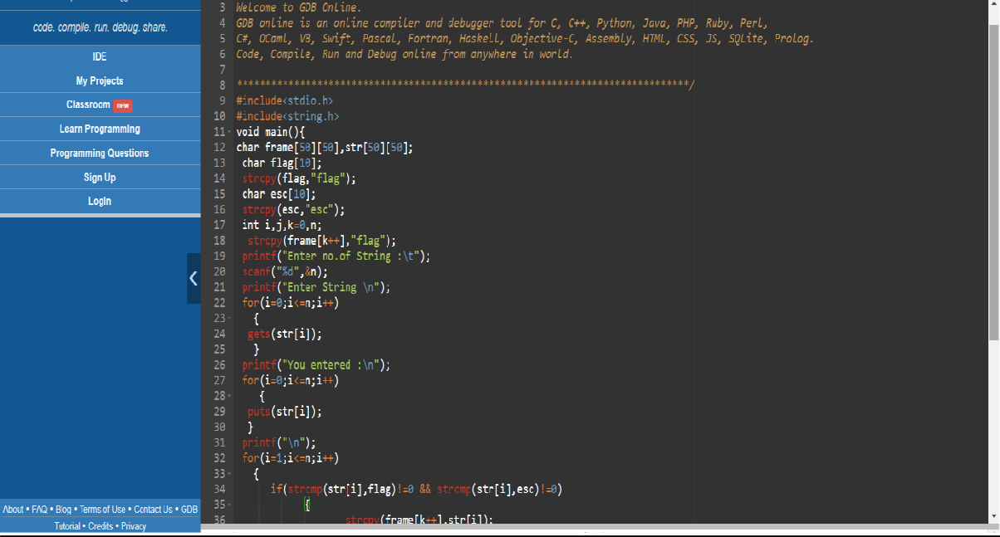 code. compile. run. debug. share.
IDE
My Projects
Classroom new
Learn Programming
Programming Questions
Sign Up
Login
About • FAQ • Blog • Terms of Use • Contact Us • GDB
Tutorial • Credits • Privacy
3 Welcome to GDB Online.
4 GDB online is an online compiler and debugger tool for C, C++, Python, Java, PHP, Ruby, Perl,
5 C#, OCaml, VB, Swift, Pascal, Fortran, Haskell, Objective-C, Assembly, HTML, CSS, JS, SQLite, Prolog.
6 Code, Compile, Run and Debug online from anywhere in world.
7
8 *******************************************************************************/
9 #include<stdio.h>
10 #include<string.h>
11 void main(){
12 char frame[50][50],str[50][50];
13 char flag[10];
14 strcpy(flag,"flag");
15 char esc[10];
16 strcpy(esc,"esc");
17 int i,j,k=0,n;
18 strcpy(frame[k++],"flag");
19 printf("Enter no.of String :\t");
20 scanf("%d",&n);
21 printf("Enter String \n");
22 for(i=0;i<=n;i++)
23 {
24 gets(str[i]);
25 }
26 printf("You entered :\n");
27 for(i=0;i<=n;i++)
28 {
29 puts(str[i]);
30 }
31 printf("\n");
32 for(i=1;i<=n;i++)
33 {
34 if(strcmp(str[i],flag)!=0 && strcmp(str[i],esc)!=0)
35 {
36 strcpy(frame[k++],str[i]);